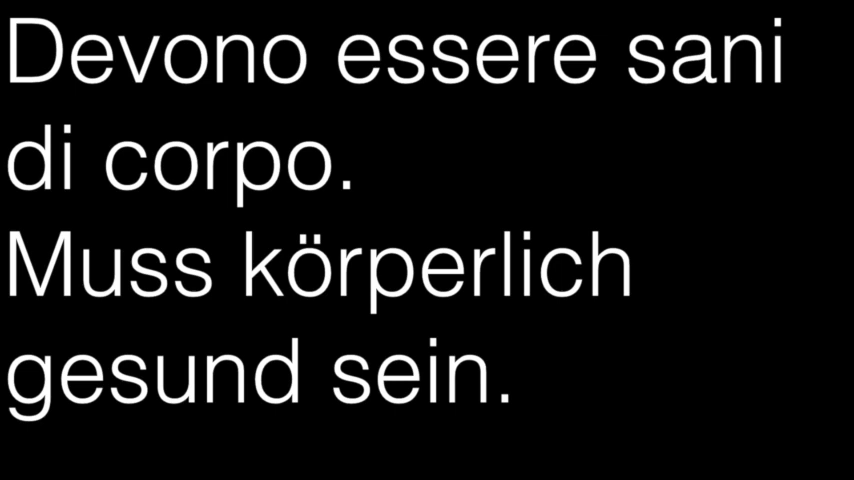 Devono essere sani
di corpo.
Muss körperlich
gesund sein.